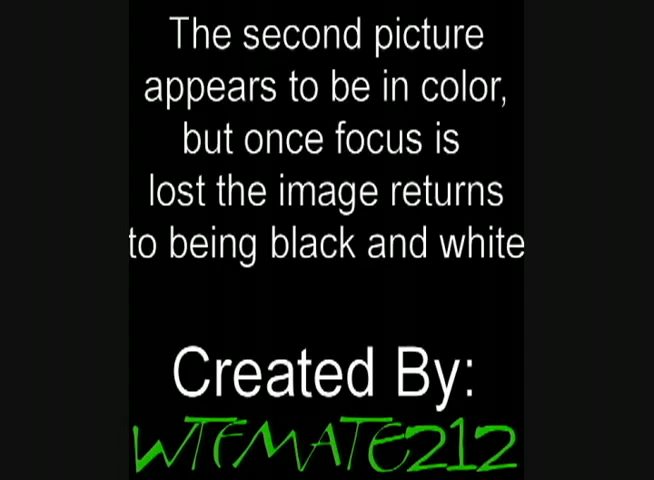 The second picture
appears to be in color,
but once focus is
lost the image returns
to being black and white
Created By:
WTFMATE212